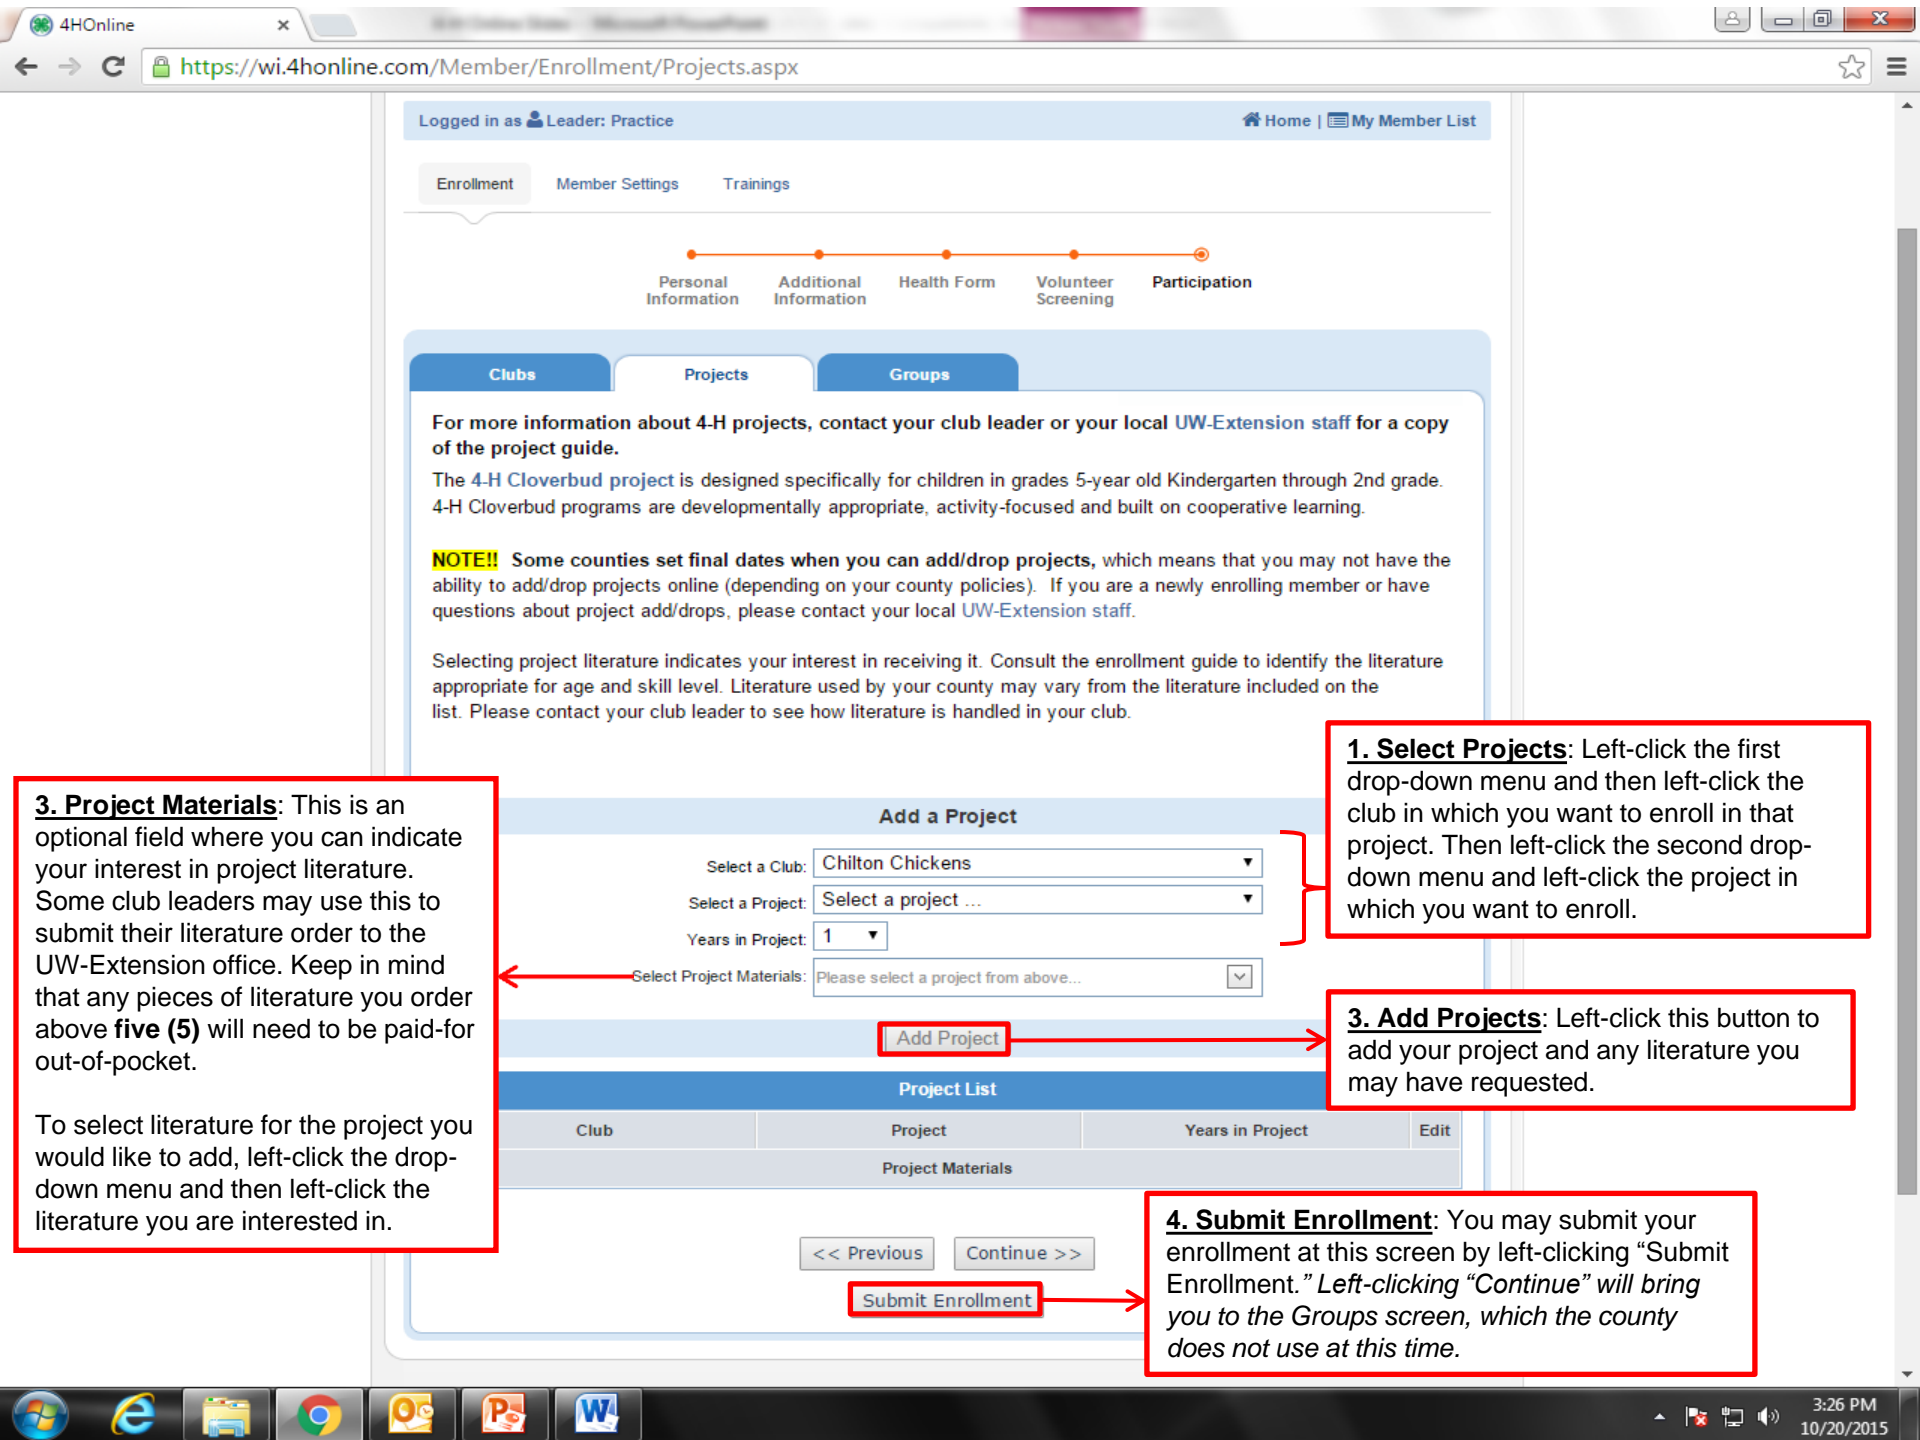 4HOnline
https://wi.4honline.com/Member/Enrollment/Projects.aspx
Logged in as Leader: Practice
Home | My Member List
Enrollment Member Settings Trainings
Personal Information
Additional Information
Health Form
Volunteer Screening
Participation
Clubs Projects Groups
For more information about 4-H projects, contact your club leader or your local UW-Extension staff for a copy
of the project guide.
The 4-H Cloverbud project is designed specifically for children in grades 5-year old Kindergarten through 2nd grade.
4-H Cloverbud programs are developmentally appropriate, activity-focused and built on cooperative learning.
NOTE!! Some counties set final dates when you can add/drop projects, which means that you may not have the
ability to add/drop projects online (depending on your county policies). If you are a newly enrolling member or have
questions about project add/drops, please contact your local UW-Extension staff.
Selecting project literature indicates your interest in receiving it. Consult the enrollment guide to identify the literature
appropriate for age and skill level. Literature used by your county may vary from the literature included on the
list. Please contact your club leader to see how literature is handled in your club.
1. Select Projects: Left-click the first
drop-down menu and then left-click the
club in which you want to enroll in that
project. Then left-click the second drop-
down menu and left-click the project in
which you want to enroll.
3. Project Materials: This is an
optional field where you can indicate
your interest in project literature.
Some club leaders may use this to
submit their literature order to the
UW-Extension office. Keep in mind
that any pieces of literature you order
above five (5) will need to be paid-for
out-of-pocket.
To select literature for the project you
would like to add, left-click the drop-
down menu and then left-click the
literature you are interested in.
Add a Project
Select a Club: Chilton Chickens
Select a Project: Select a project ...
Years in Project: 1
Select Project Materials: Please select a project from above...
Add Project
3. Add Projects: Left-click this button to
add your project and any literature you
may have requested.
Project List
Club Project Years in Project Edit
Project Materials
<< Previous Continue >>
Submit Enrollment
4. Submit Enrollment: You may submit your
enrollment at this screen by left-clicking “Submit
Enrollment.” Left-clicking “Continue” will bring
you to the Groups screen, which the county
does not use at this time.
3:26 PM
10/20/2015